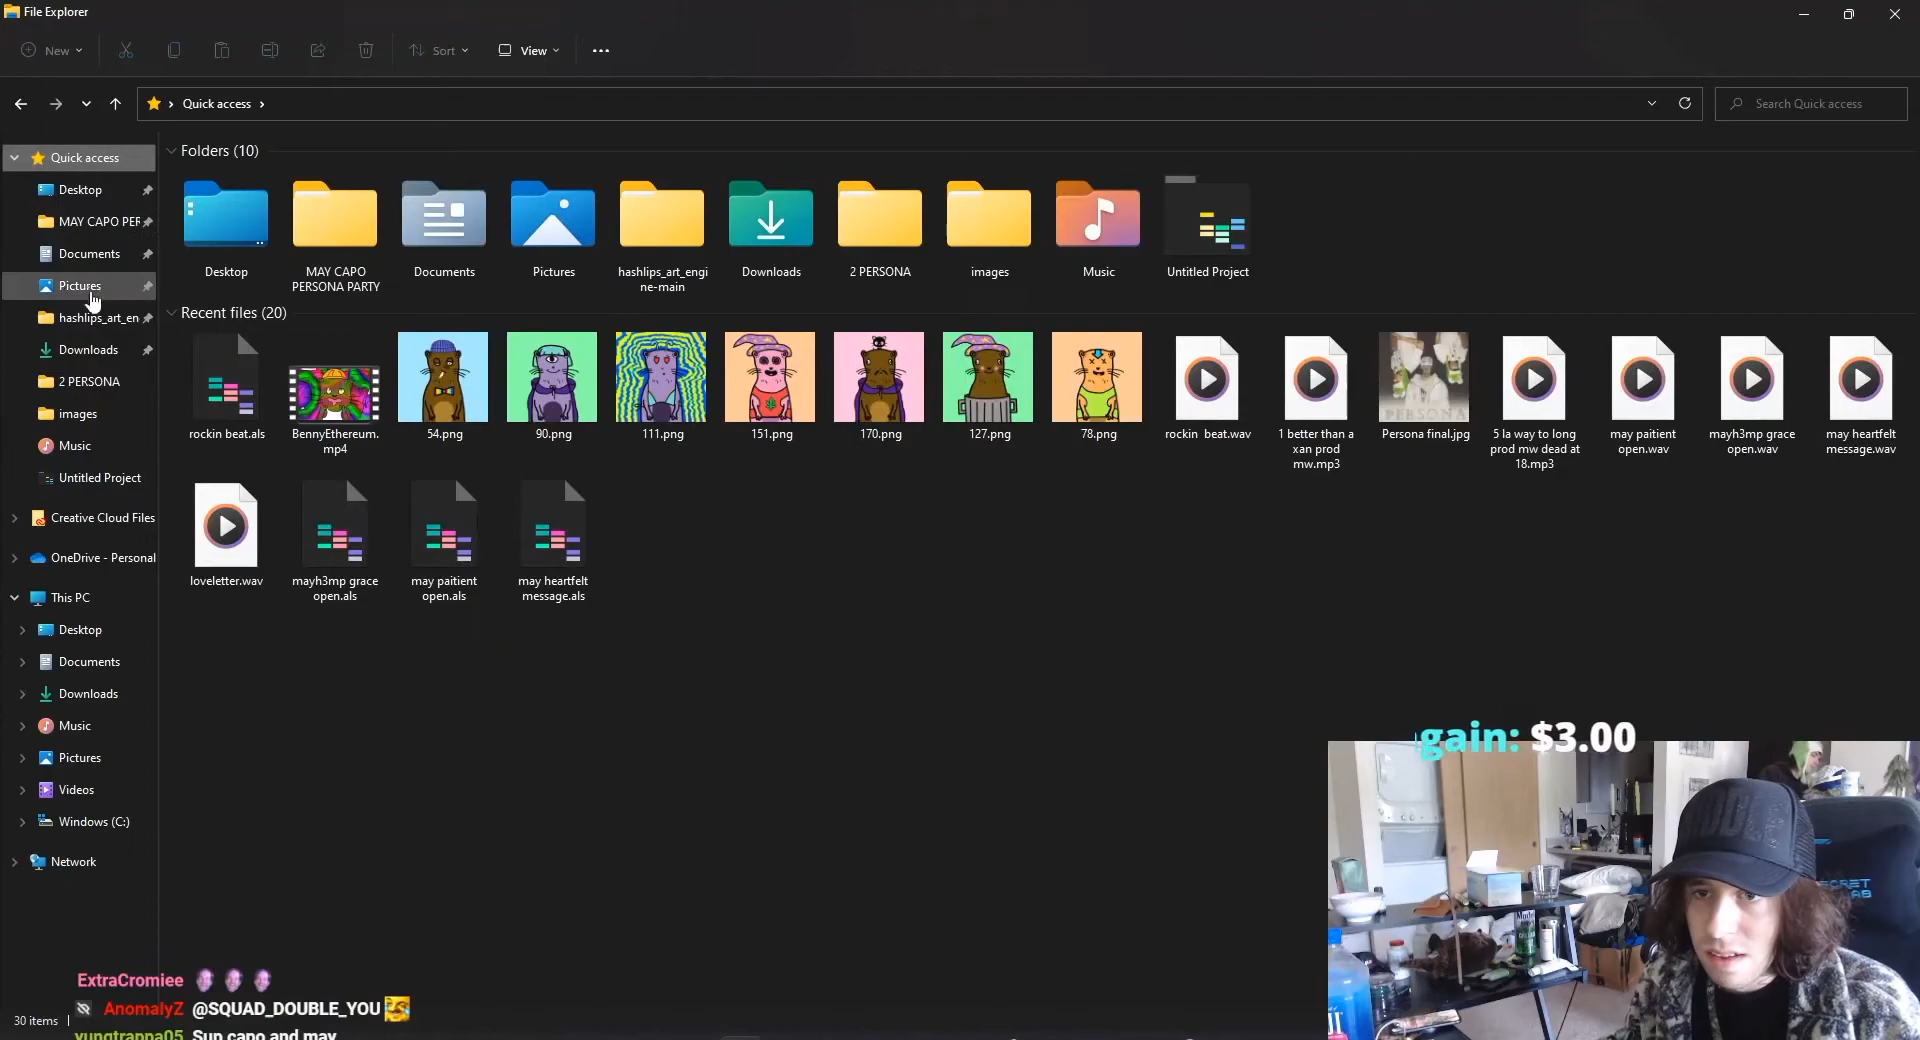 File Explorer
New
Sort
View
Quick access
Search Quick access
Quick access
Desktop
MAY CAPO PER
Documents
Pictures
hashlips_art_en
Downloads
2 PERSONA
images
Music
Untitled Project
Creative Cloud Files
OneDrive - Personal
This PC
Desktop
Documents
Downloads
Music
Pictures
Videos
Windows (C:)
Network
Folders (10)
Desktop
MAY CAPO
PERSONA PARTY
Documents
Pictures
hashlips_art_engi
ne-main
Downloads
2 PERSONA
images
Music
Untitled Project
Recent files (20)
rockin beat.als
BennyEthereum.
mp4
54.png
90.png
111.png
151.png
170.png
127.png
78.png
rockin beat.wav
1 better than a
xan prod
mw.mp3
PERSONA
Persona final.jpg
5 la way to long
prod mw dead at
18.mp3
may paitient
open.wav
mayh3mp grace
open.wav
may heartfelt
message.wav
loveletter.wav
mayh3mp grace
open.als
may paitient
open.als
may heartfelt
message.als
gain: $3.00
ExtraCromiee
AnomalyZ @SQUAD_DOUBLE_YOU
yungtrappa05 Sup capo and may
30 items